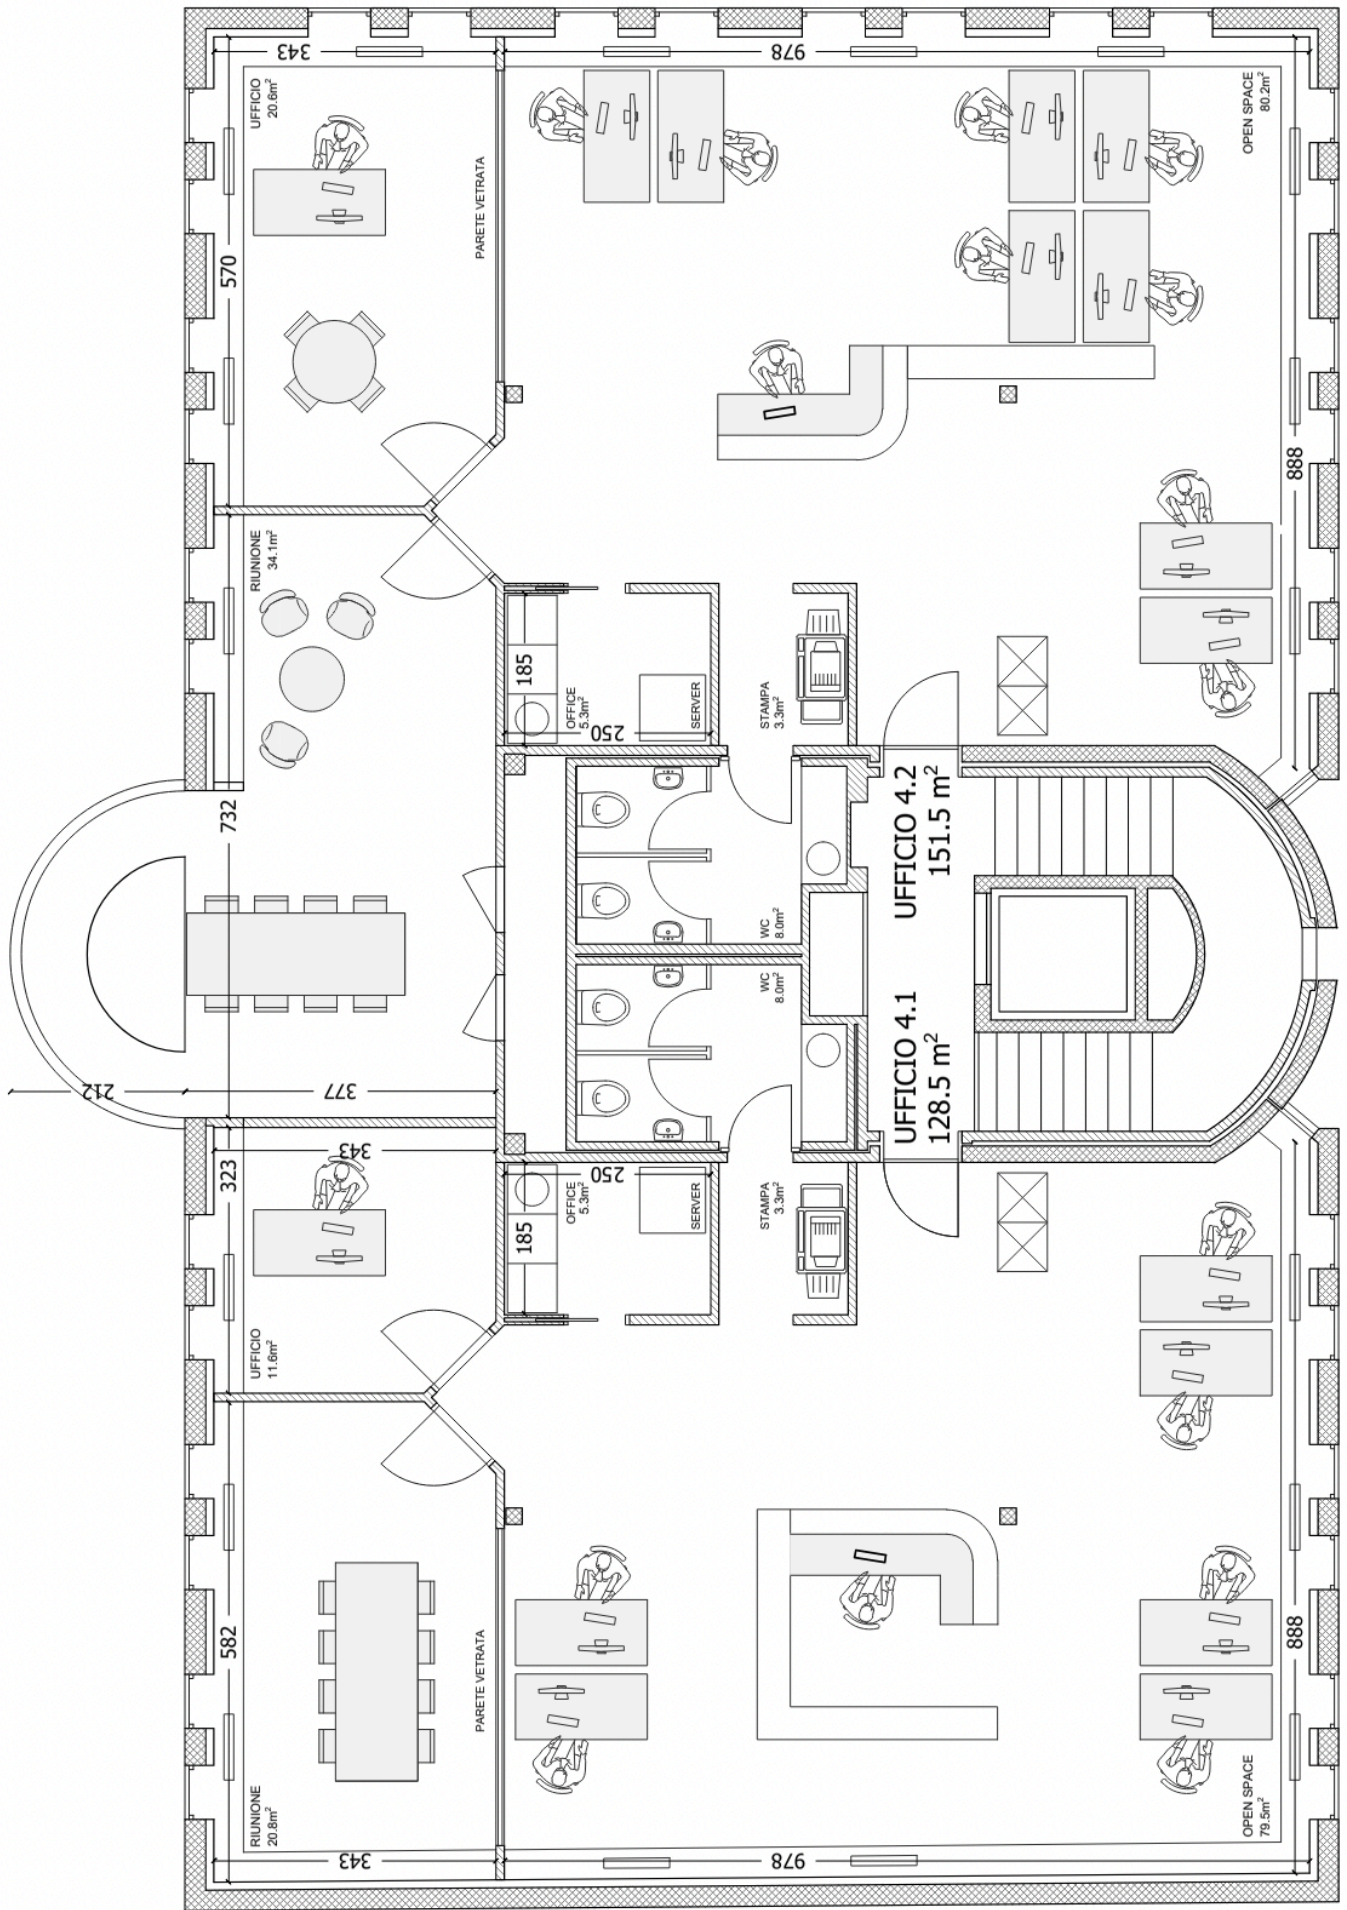 343
978
UFFICIO
20.6m²
PARETE VETRATA
OPEN SPACE
80.2m²
570
888
RIUNIONE
34.1m²
185
OFFICE
5.3m²
250
SERVER
STAMPA
3.3m²
732
WC
8.0m²
UFFICIO 4.2
151.5 m²
WC
8.0m²
UFFICIO 4.1
128.5 m²
212
377
343
323
UFFICIO
11.6m²
185
OFFICE
5.3m²
250
SERVER
STAMPA
3.3m²
582
RIUNIONE
20.8m²
PARETE VETRATA
888
OPEN SPACE
79.5m²
343
978